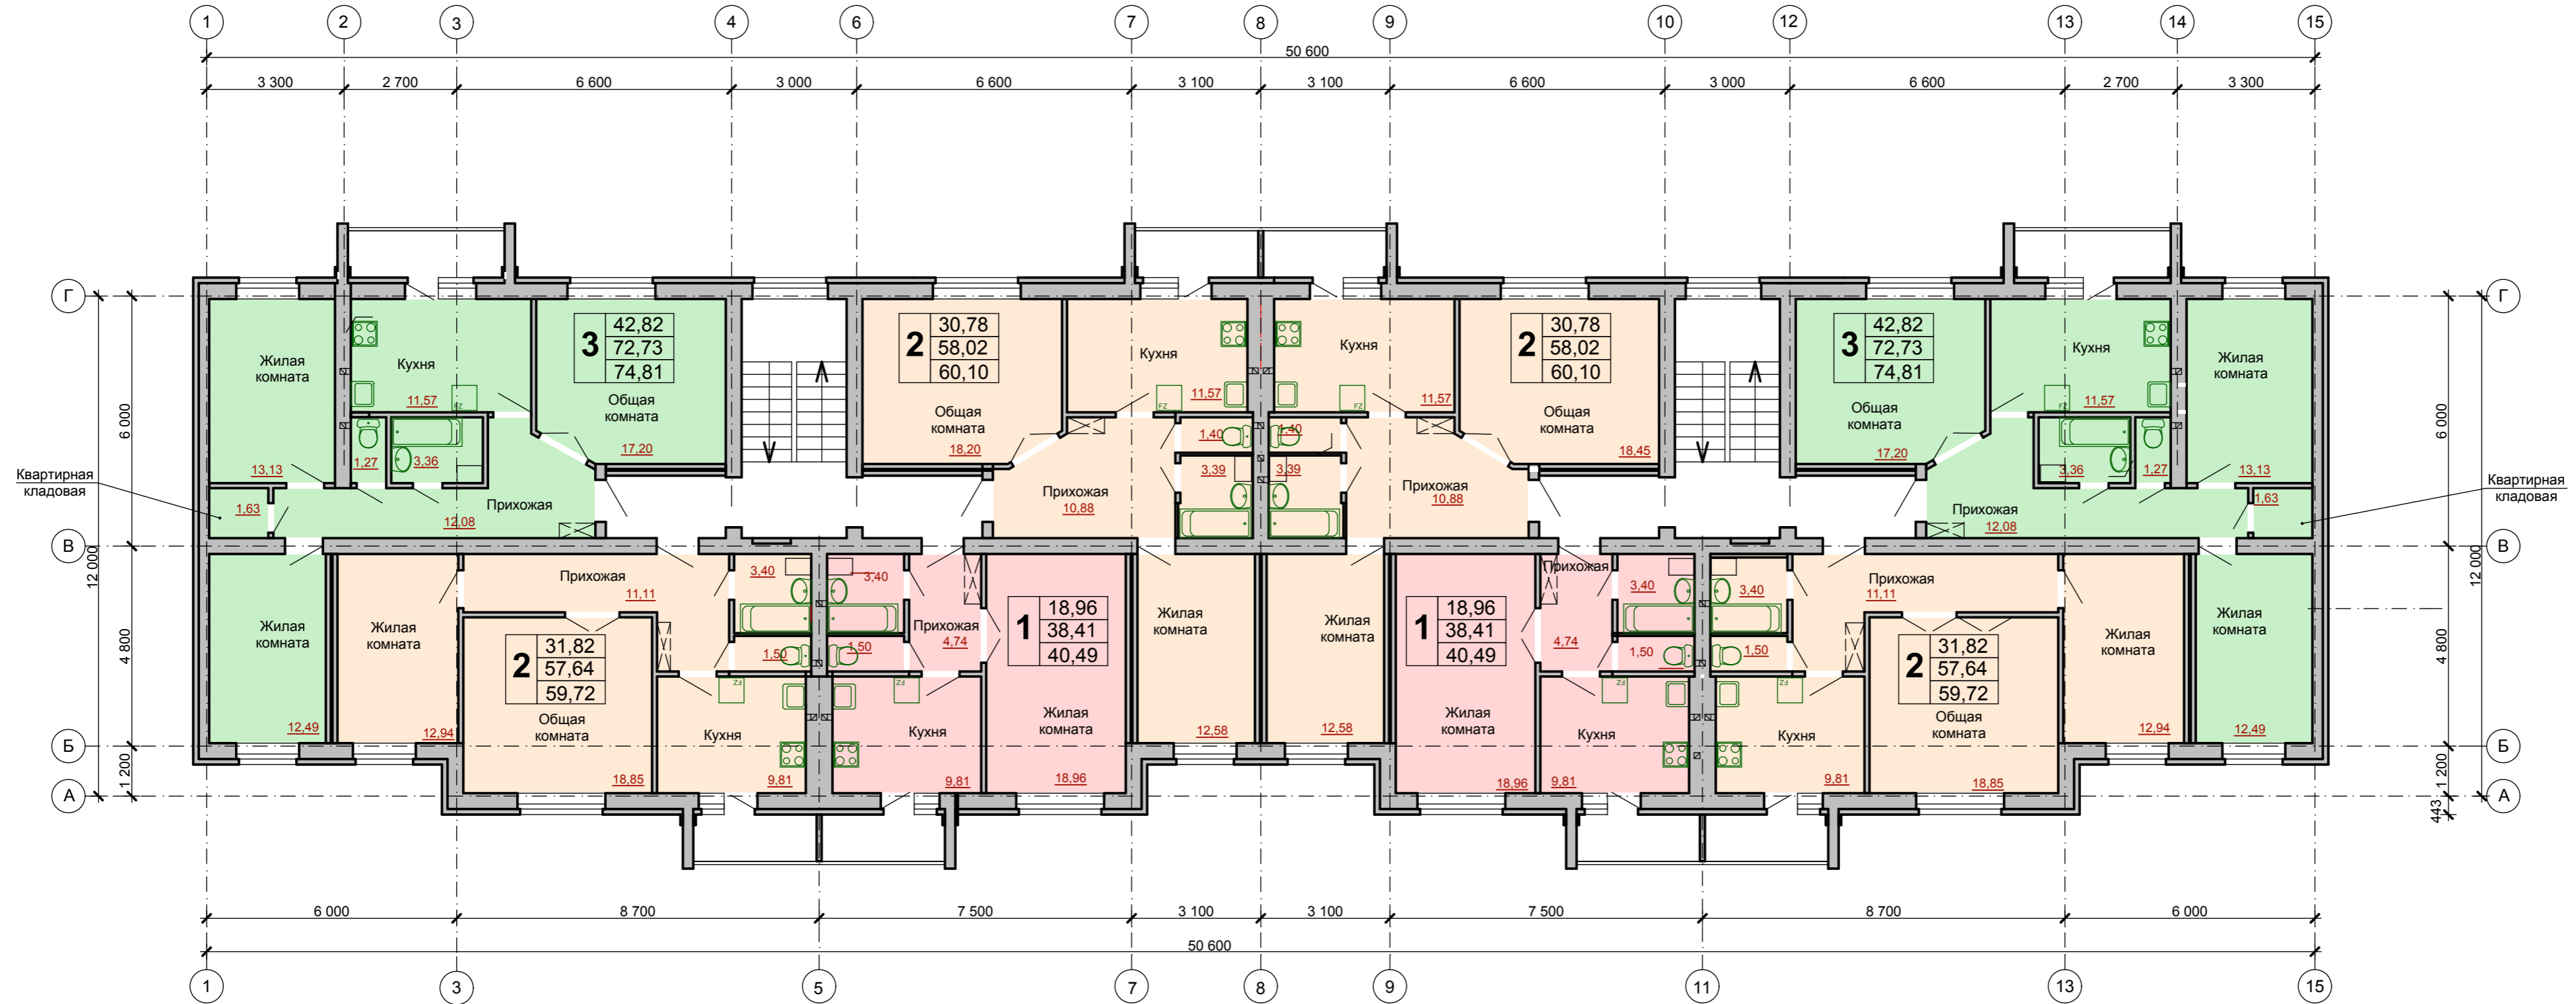 1 2 3 4 6 7 8 9 10 12 13 14 15
50 600
3 300 2 700 6 600 3 000 6 600 3 100 3 100 6 600 3 000 6 600 2 700 3 300
Г
Г
3 42,82
72,73
74,81
2 30,78
58,02
60,10
2 30,78
58,02
60,10
3 42,82
72,73
74,81
Жилая
комната
13,13
Кухня
11,57
FZ
Общая
комната
17,20
1,27
3,36
Общая
комната
18,20
Кухня
11,57
FZ
1,40
3,39
Кухня
11,57
FZ
1,40
3,39
Общая
комната
18,45
Общая
комната
17,20
Кухня
11,57
FZ
3,36
1,27
Жилая
комната
13,13
6 000
6 000
Квартирная
кладовая
1,63
Прихожая
12,08
Прихожая
10,88
Прихожая
10,88
Прихожая
12,08
1,63
Квартирная
кладовая
В
В
12 000
12 000
4 800
4 800
Жилая
комната
12,49
Жилая
комната
12,94
Прихожая
11,11
3,40
1,50
2 31,82
57,64
59,72
Общая
комната
18,85
FZ
Кухня
9,81
3,40
1,50
Прихожая
4,74
FZ
Кухня
9,81
1 18,96
38,41
40,49
Жилая
комната
18,96
Жилая
комната
12,58
Жилая
комната
12,58
1 18,96
38,41
40,49
Жилая
комната
18,96
Прихожая
4,74
3,40
1,50
FZ
Кухня
9,81
3,40
1,50
Прихожая
11,11
FZ
Кухня
9,81
2 31,82
57,64
59,72
Общая
комната
18,85
Жилая
комната
12,94
Жилая
комната
12,49
Б
Б
1 200
1 200
А
А
443
6 000 8 700 7 500 3 100 3 100 7 500 8 700 6 000
50 600
1 3 5 7 8 9 11 13 15